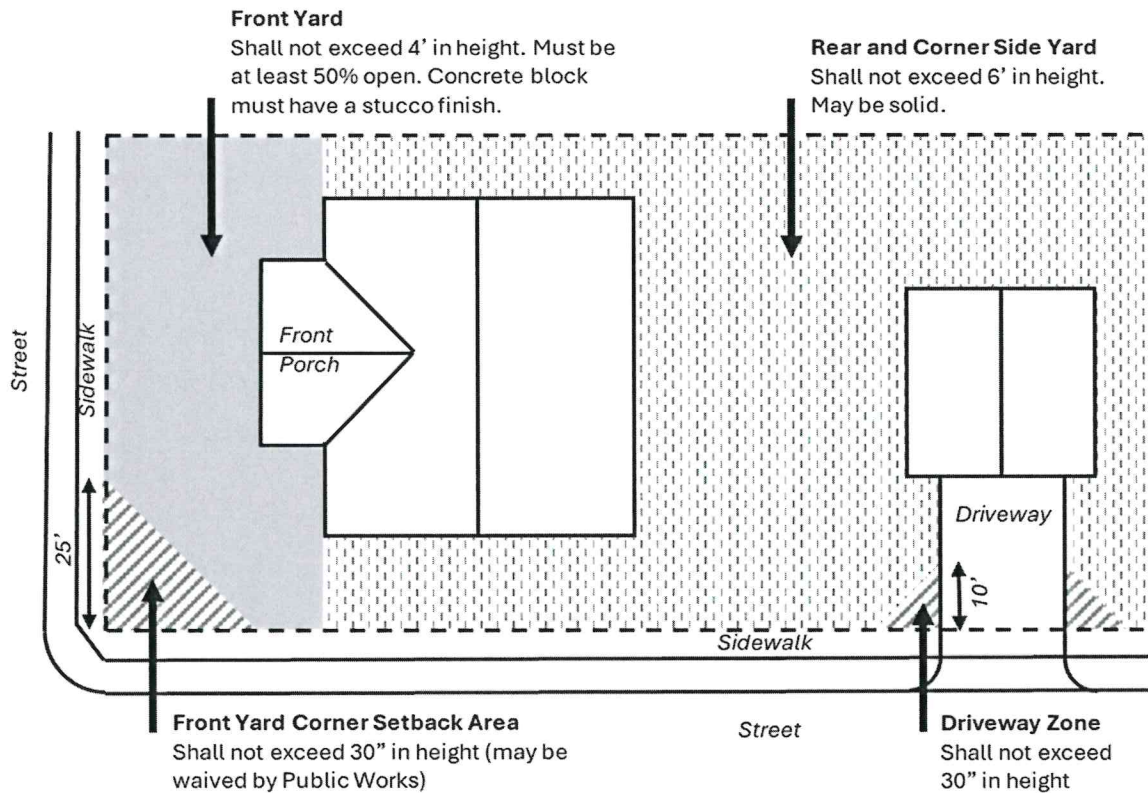 Front Yard
Shall not exceed 4’ in height. Must be
at least 50% open. Concrete block
must have a stucco finish.
Rear and Corner Side Yard
Shall not exceed 6’ in height.
May be solid.
Street
Sidewalk
Front
Porch
25’
Driveway
10’
Sidewalk
Street
Front Yard Corner Setback Area
Shall not exceed 30” in height (may be
waived by Public Works)
Driveway Zone
Shall not exceed
30” in height